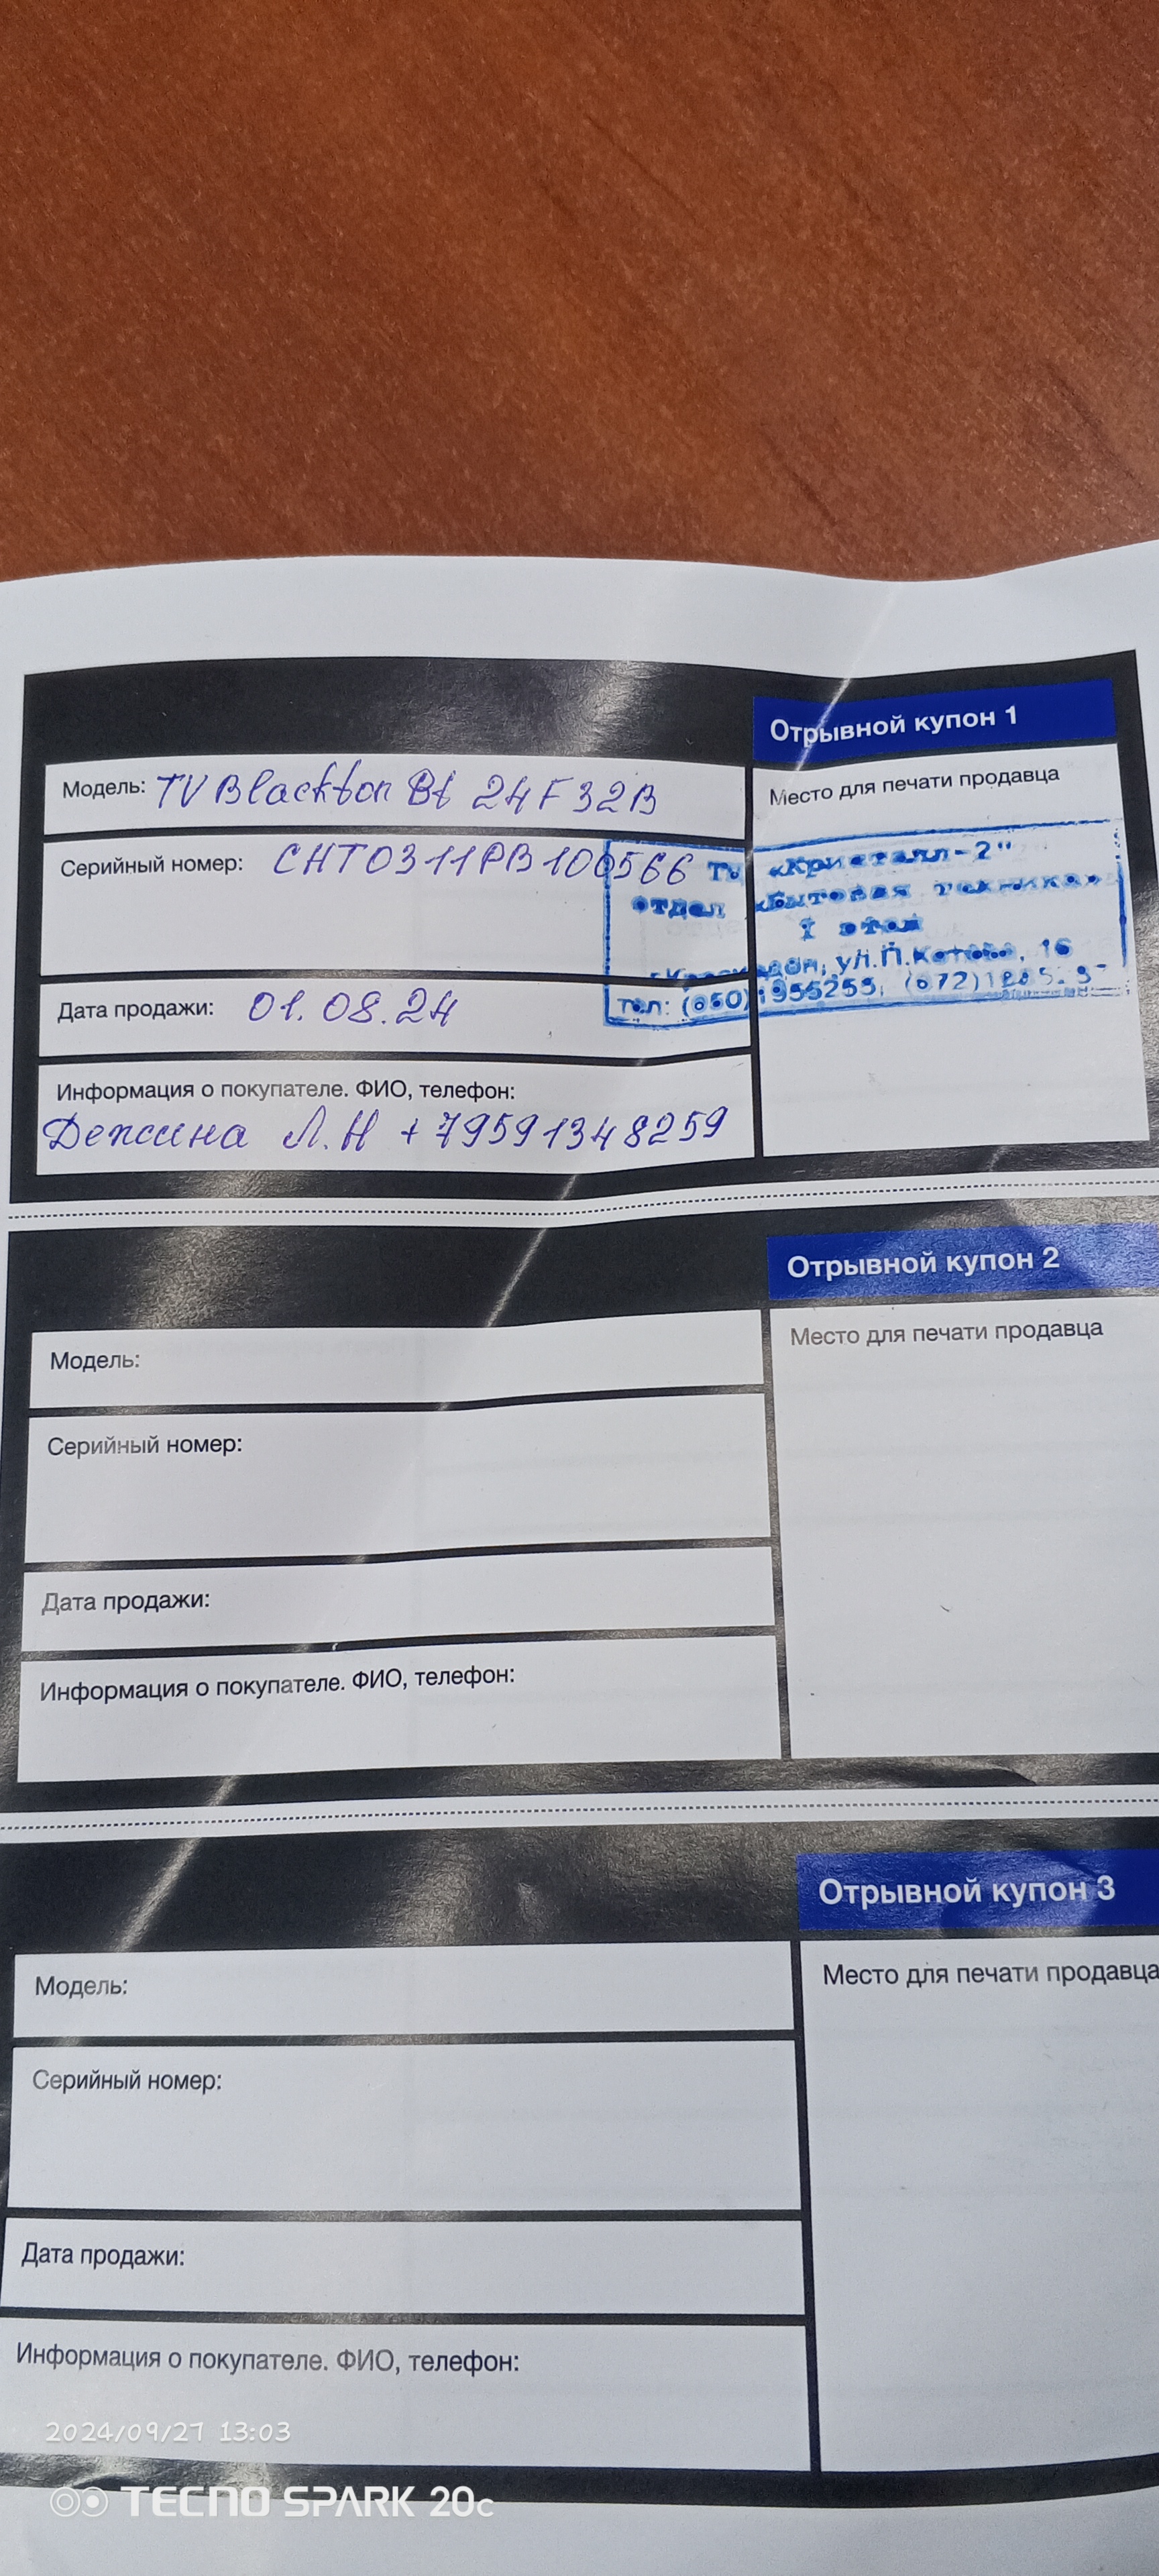 Отрывной купон 1
Модель: TV Blackton Bt 24F32B
Место для печати продавца
Серийный номер: CHT0311PB100566
«Кристалл-2"
отдел «Бытовая техника»
1 этаж
ул.П.Котова, 16
тел: (050)1955255, (072)
Дата продажи: 01.08.24
Информация о покупателе. ФИО, телефон:
Л.Н +79591348259
Отрывной купон 2
Модель:
Место для печати продавца
Серийный номер:
Дата продажи:
Информация о покупателе. ФИО, телефон:
Отрывной купон 3
Модель:
Место для печати продавца
Серийный номер:
Дата продажи:
Информация о покупателе. ФИО, телефон:
2024/09/27 13:03
TECNO SPARK 20C